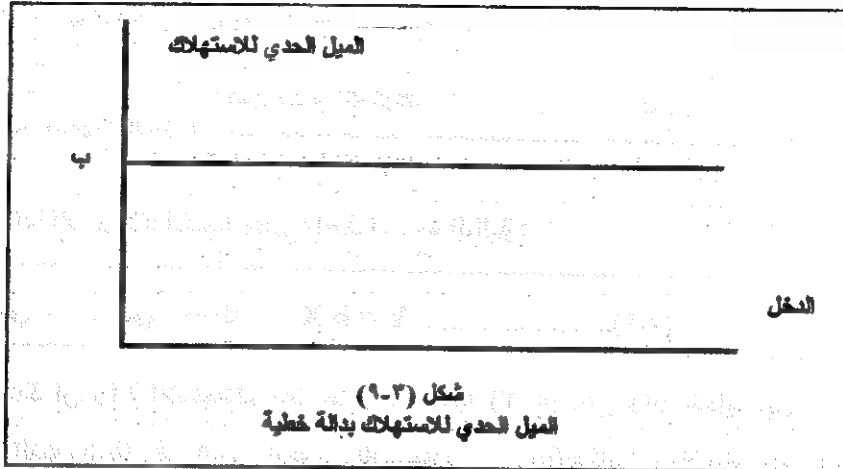 الميل الحدي للاستهلاك
ب
الدخل
شكل (٣-٩)
الميل الحدي للاستهلاك بدالة خطية